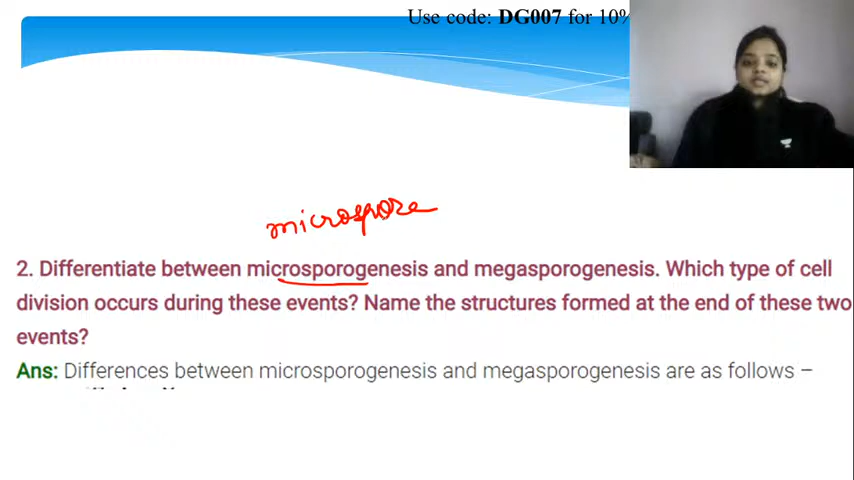 Use code: DG007 for 10%
microspore
2. Differentiate between microsporogenesis and megasporogenesis. Which type of cell
division occurs during these events? Name the structures formed at the end of these two
events?
Ans: Differences between microsporogenesis and megasporogenesis are as follows –